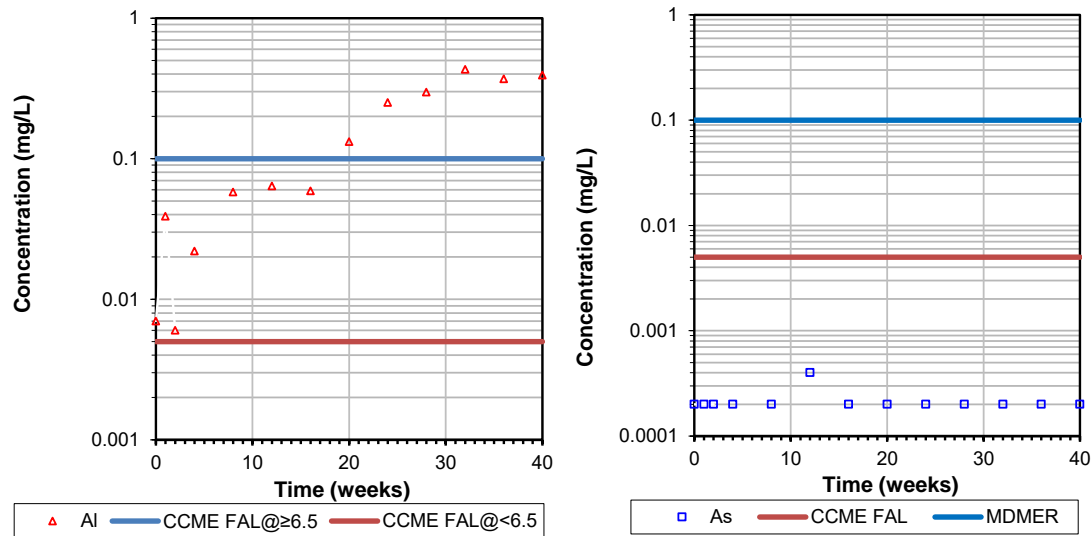 Concentration (mg/L)
1
0.1
0.01
0.001
0 10 20 30 40
Time (weeks)
Al CCME FAL@≥6.5 CCME FAL@<6.5
Concentration (mg/L)
1
0.1
0.01
0.001
0.0001
0 10 20 30 40
Time (weeks)
As CCME FAL MDMER